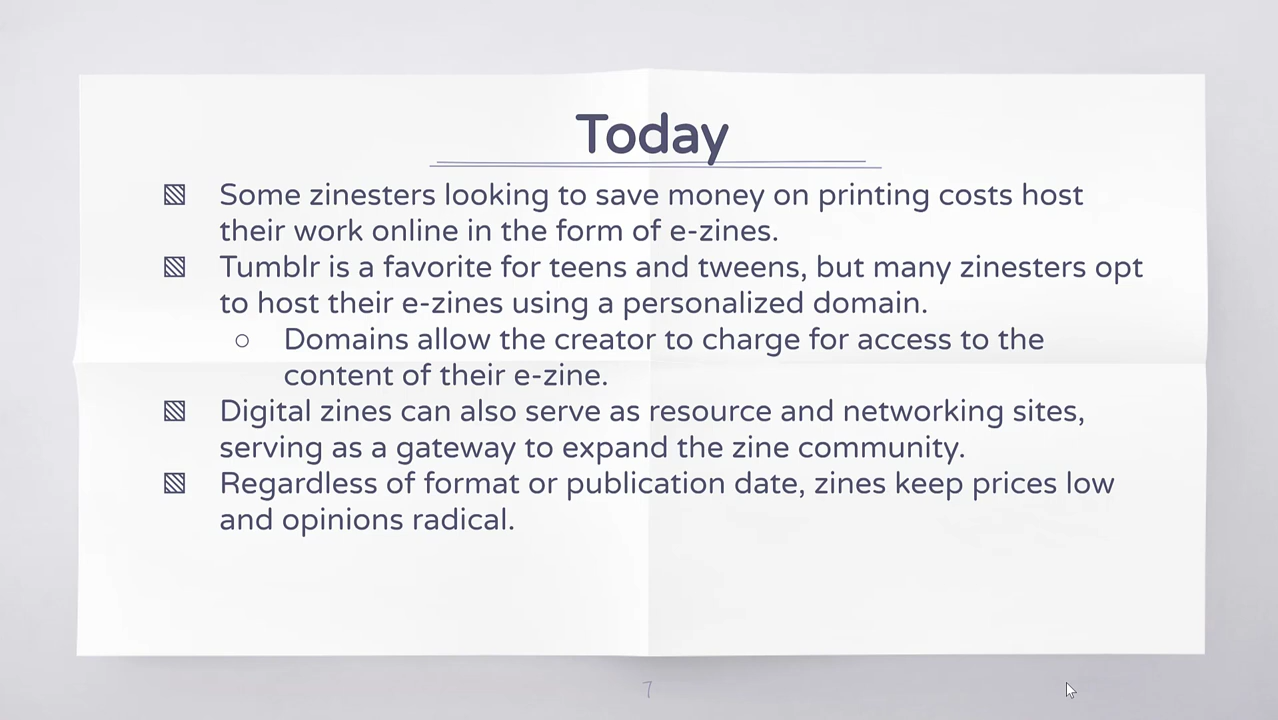 Today
Some zinesters looking to save money on printing costs host
their work online in the form of e-zines.
Tumblr is a favorite for teens and tweens, but many zinesters opt
to host their e-zines using a personalized domain.
Domains allow the creator to charge for access to the
content of their e-zine.
Digital zines can also serve as resource and networking sites,
serving as a gateway to expand the zine community.
Regardless of format or publication date, zines keep prices low
and opinions radical.
7